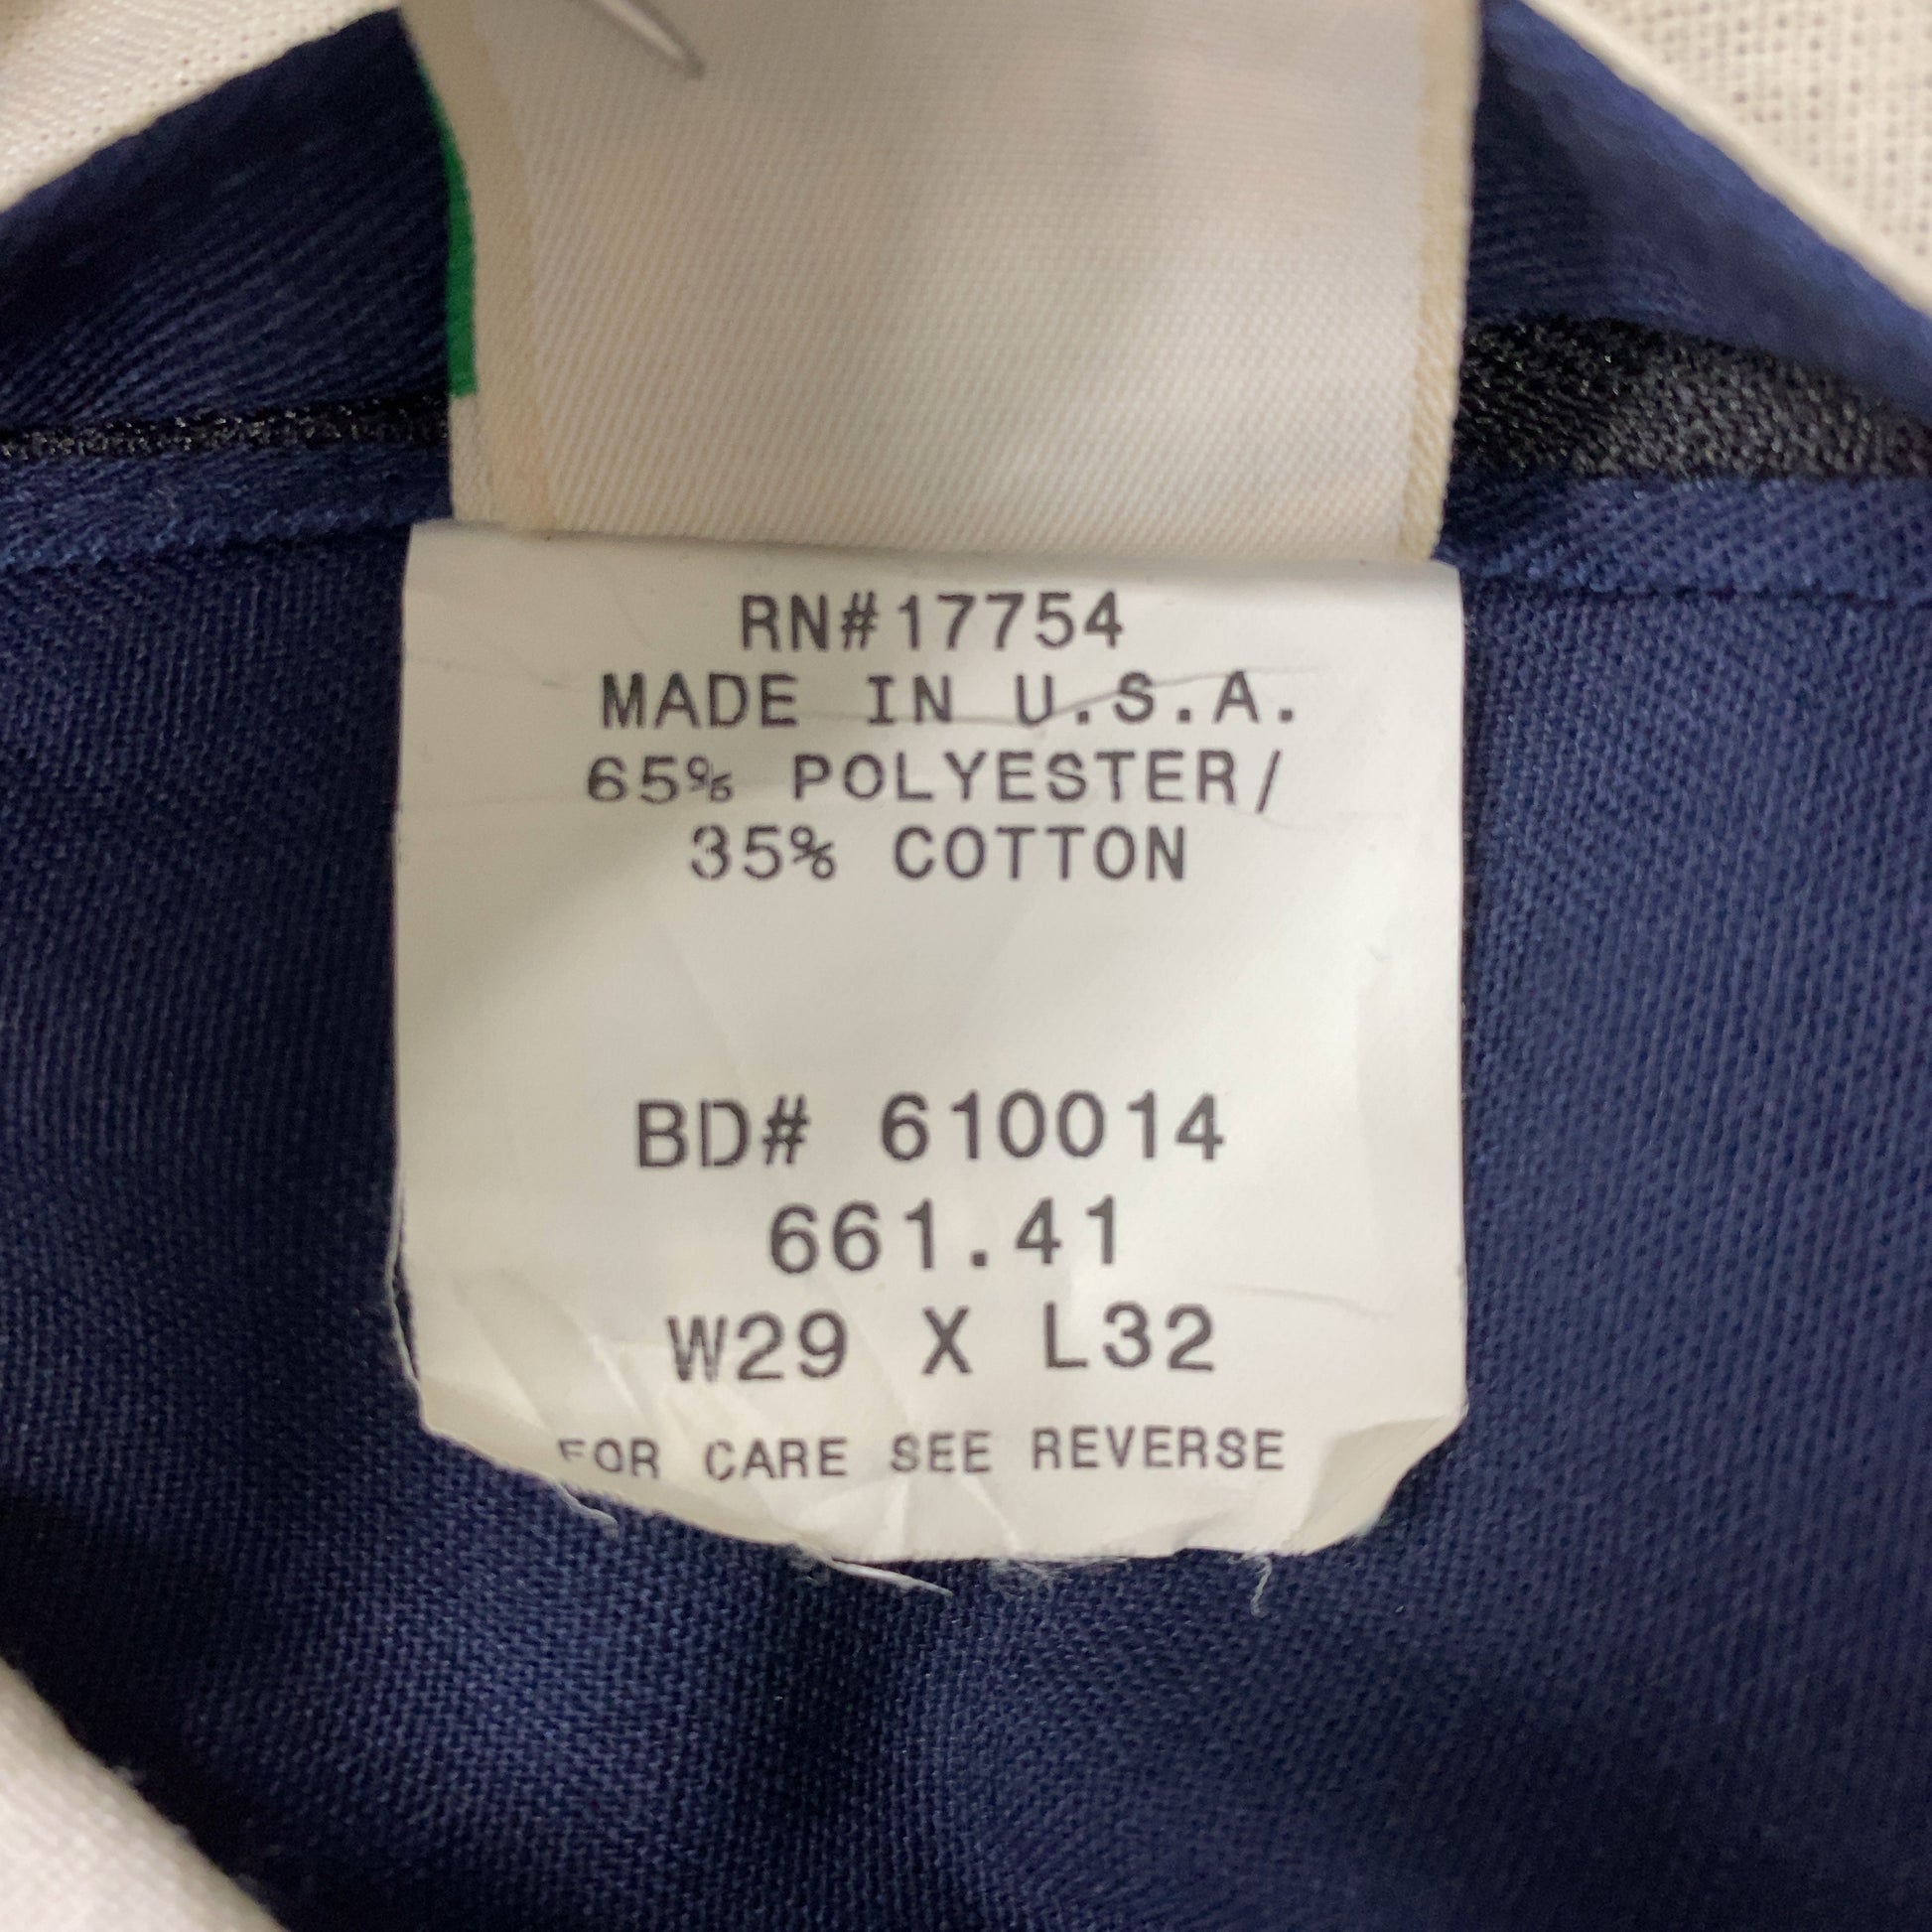 RN#17754
MADE IN U.S.A.
65% POLYESTER/
35% COTTON
BD# 610014
661.41
W29 X L32
FOR CARE SEE REVERSE